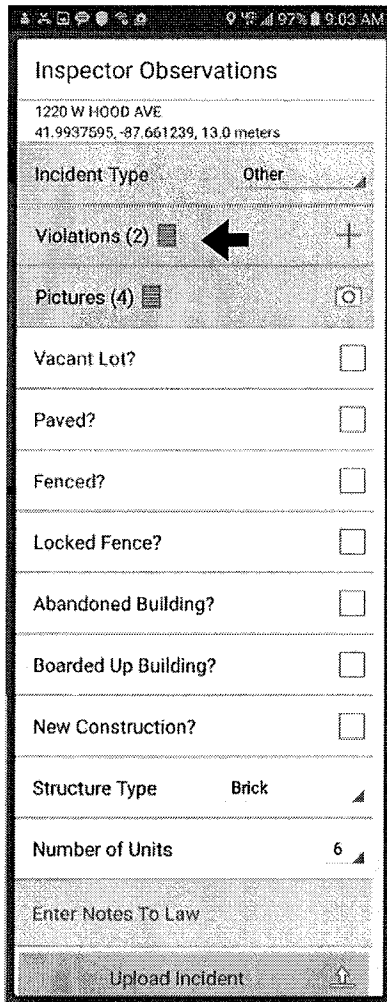 97% 9:03 AM
Inspector Observations
1220 W HOOD AVE
41.9937595, -87.661239, 13.0 meters
Incident Type Other
Violations (2)
Pictures (4)
Vacant Lot?
Paved?
Fenced?
Locked Fence?
Abandoned Building?
Boarded Up Building?
New Construction?
Structure Type Brick
Number of Units 6
Enter Notes To Law
Upload Incident